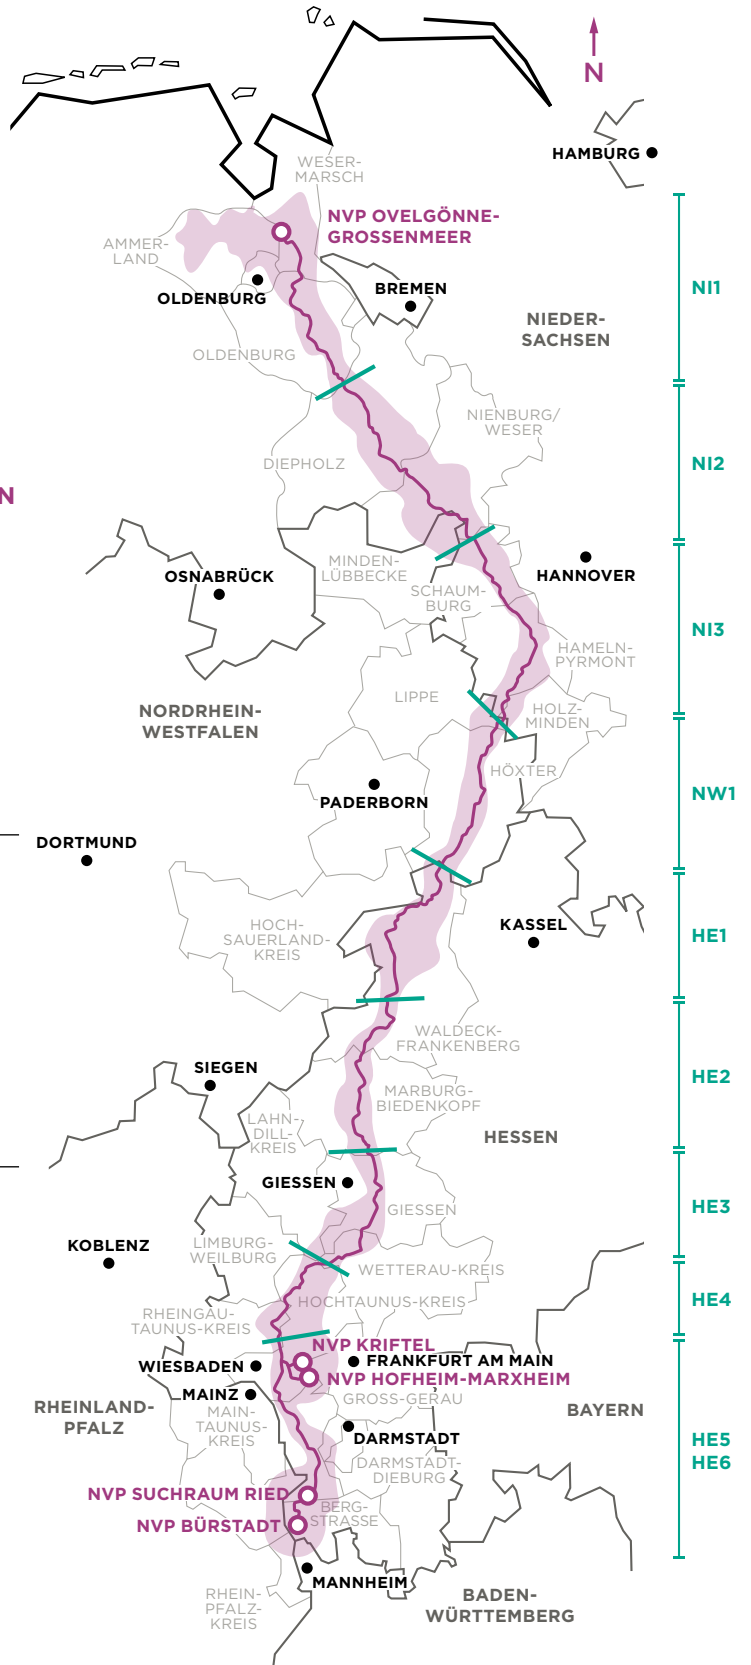 N
HAMBURG
WESER-
MARSCH
NVP OVELGÖNNE-
GROSSENMEER
AMMER-
LAND
OLDENBURG
BREMEN
NI1
NIEDER-
SACHSEN
OLDENBURG
NIENBURG/
WESER
DIEPHOLZ
NI2
N
MINDEN-
LÜBBECKE
OSNABRÜCK
HANNOVER
SCHAUM-
BURG
NI3
HAMELN-
PYRMONT
LIPPE
NORDRHEIN-
WESTFALEN
HOLZ-
MINDEN
HÖXTER
PADERBORN
NW1
DORTMUND
HOCH-
SAUERLAND-
KREIS
KASSEL
HE1
WALDECK-
FRANKENBERG
SIEGEN
HE2
MARBURG-
BIEDENKOPF
LAHN-
DILL-
KREIS
HESSEN
GIESSEN
GIESSEN
HE3
KOBLENZ
LIMBURG-
WEILBURG
WETTERAU-KREIS
HOCHTAUNUS-KREIS
HE4
RHEINGAU-
TAUNUS-KREIS
NVP KRIFTEL
WIESBADEN
FRANKFURT AM MAIN
NVP HOFHEIM-MARXHEIM
MAINZ
GROSS-GERAU
RHEINLAND-
PFALZ
MAIN-
TAUNUS-
KREIS
BAYERN
DARMSTADT
HE5
HE6
DARMSTADT-
DIEBURG
NVP SUCHRAUM RIED
BERG-
STRASSE
NVP BÜRSTADT
MANNHEIM
RHEIN-
PFALZ-
KREIS
BADEN-
WÜRTTEMBERG